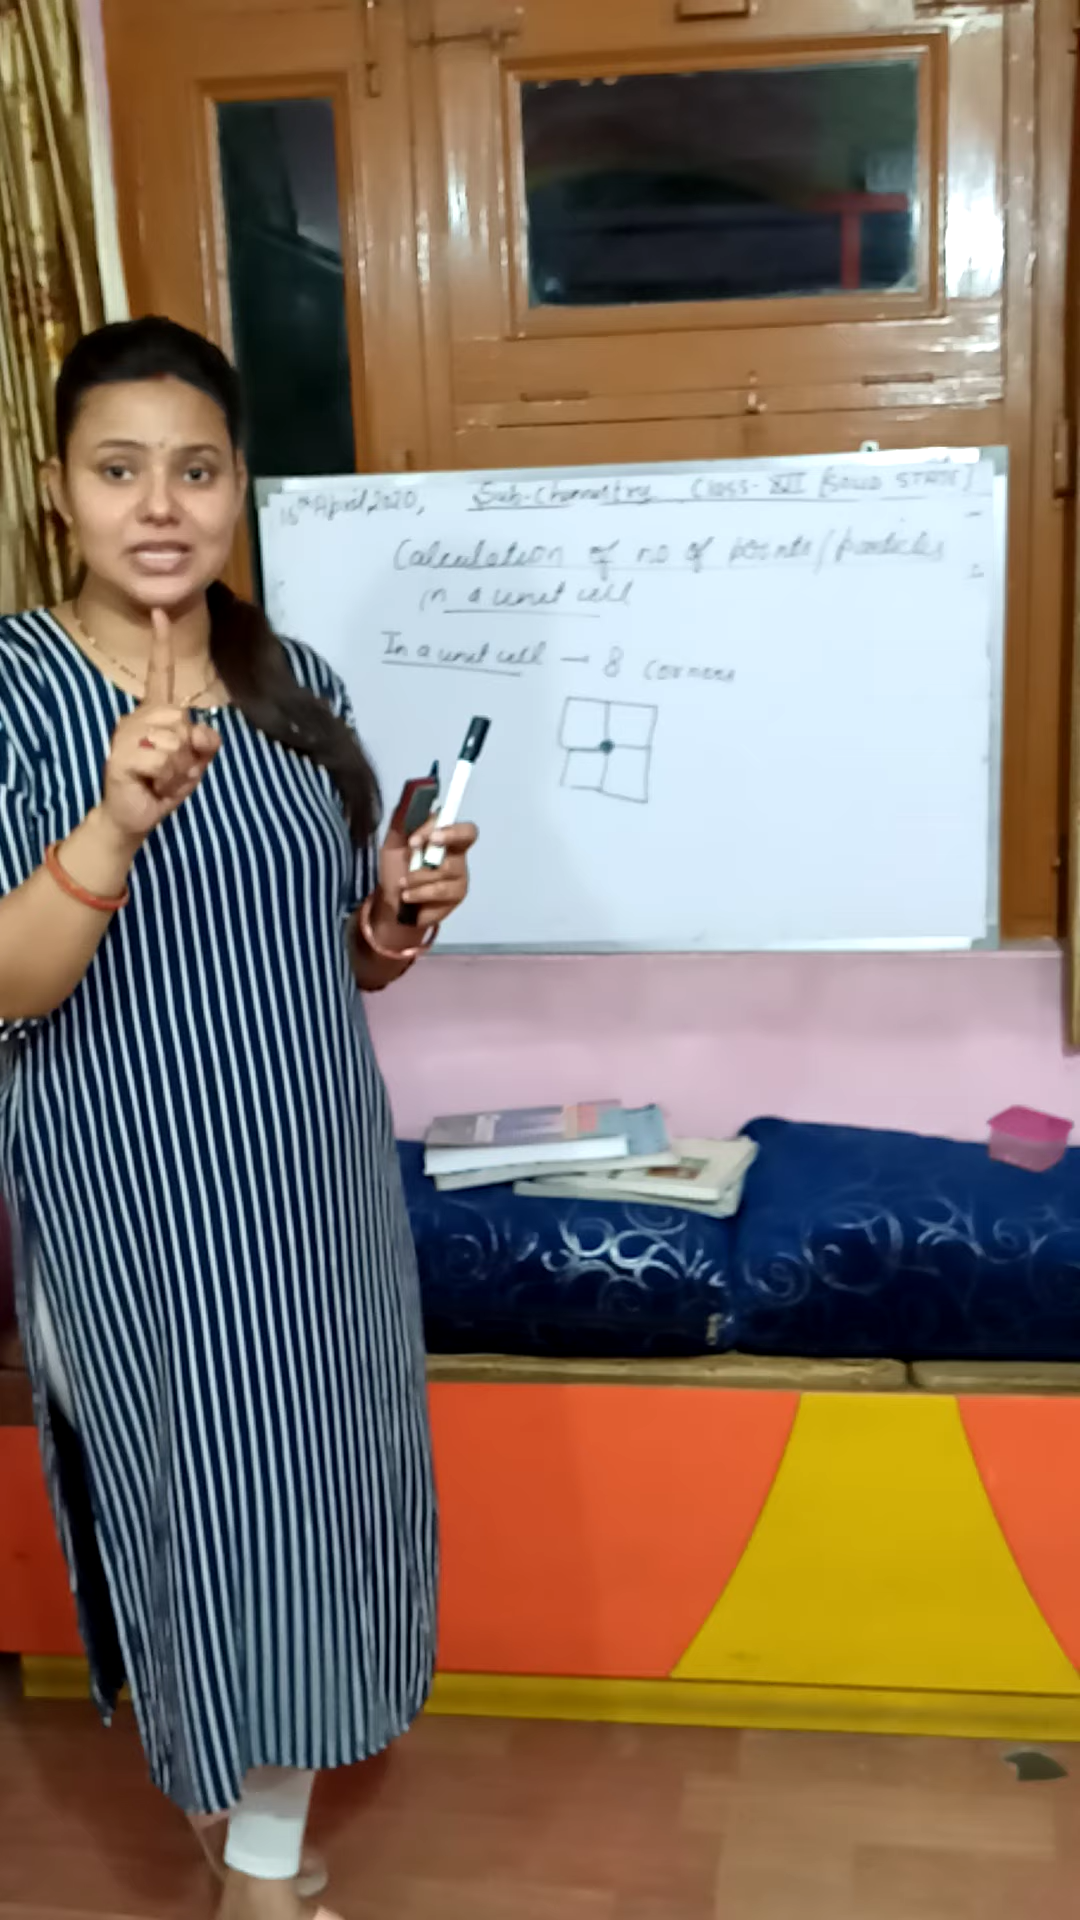 16th April, 2020, Sub-Chemistry Class-XII [SOLID STATE]
Calculation of no of points/particles
in a unit cell
In a unit cell — 8 corners